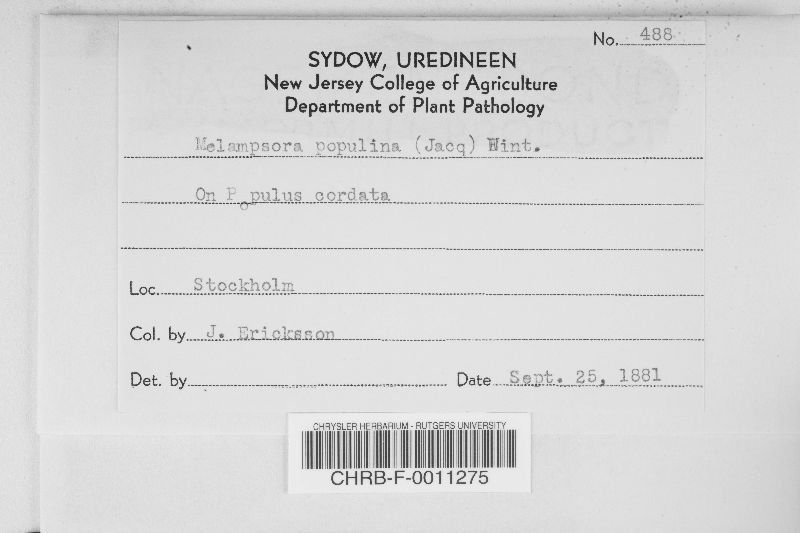 No. 488
SYDOW, UREDINEEN
New Jersey College of Agriculture
Department of Plant Pathology
Melampsora populina (Jacq) Wint.
On Populus cordata
Loc. Stockholm
Col. by J. Ericksson
Det. by Date Sept. 25, 1881
CHRYSLER HERBARIUM - RUTGERS UNIVERSITY
CHRB-F-0011275